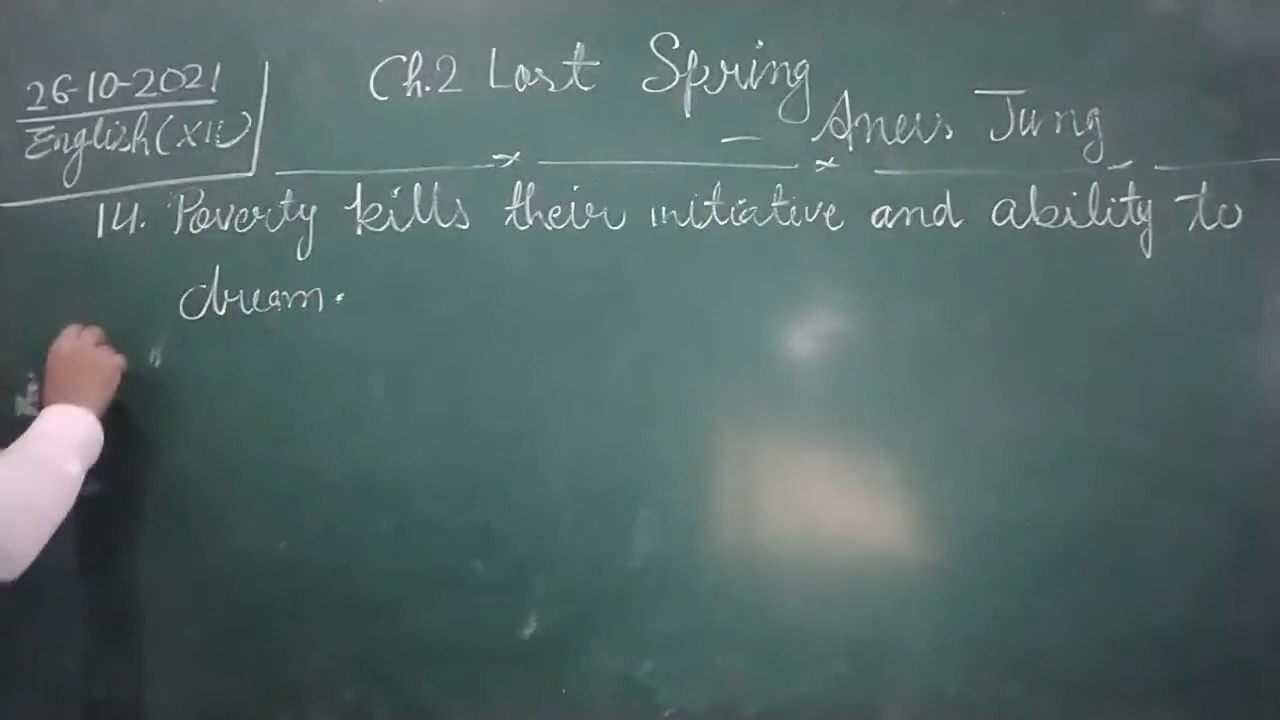 26-10-2021
English (XII)
Ch.2 Lost Spring
- Anees Jung
14. Poverty kills their initiative and ability to
dream.